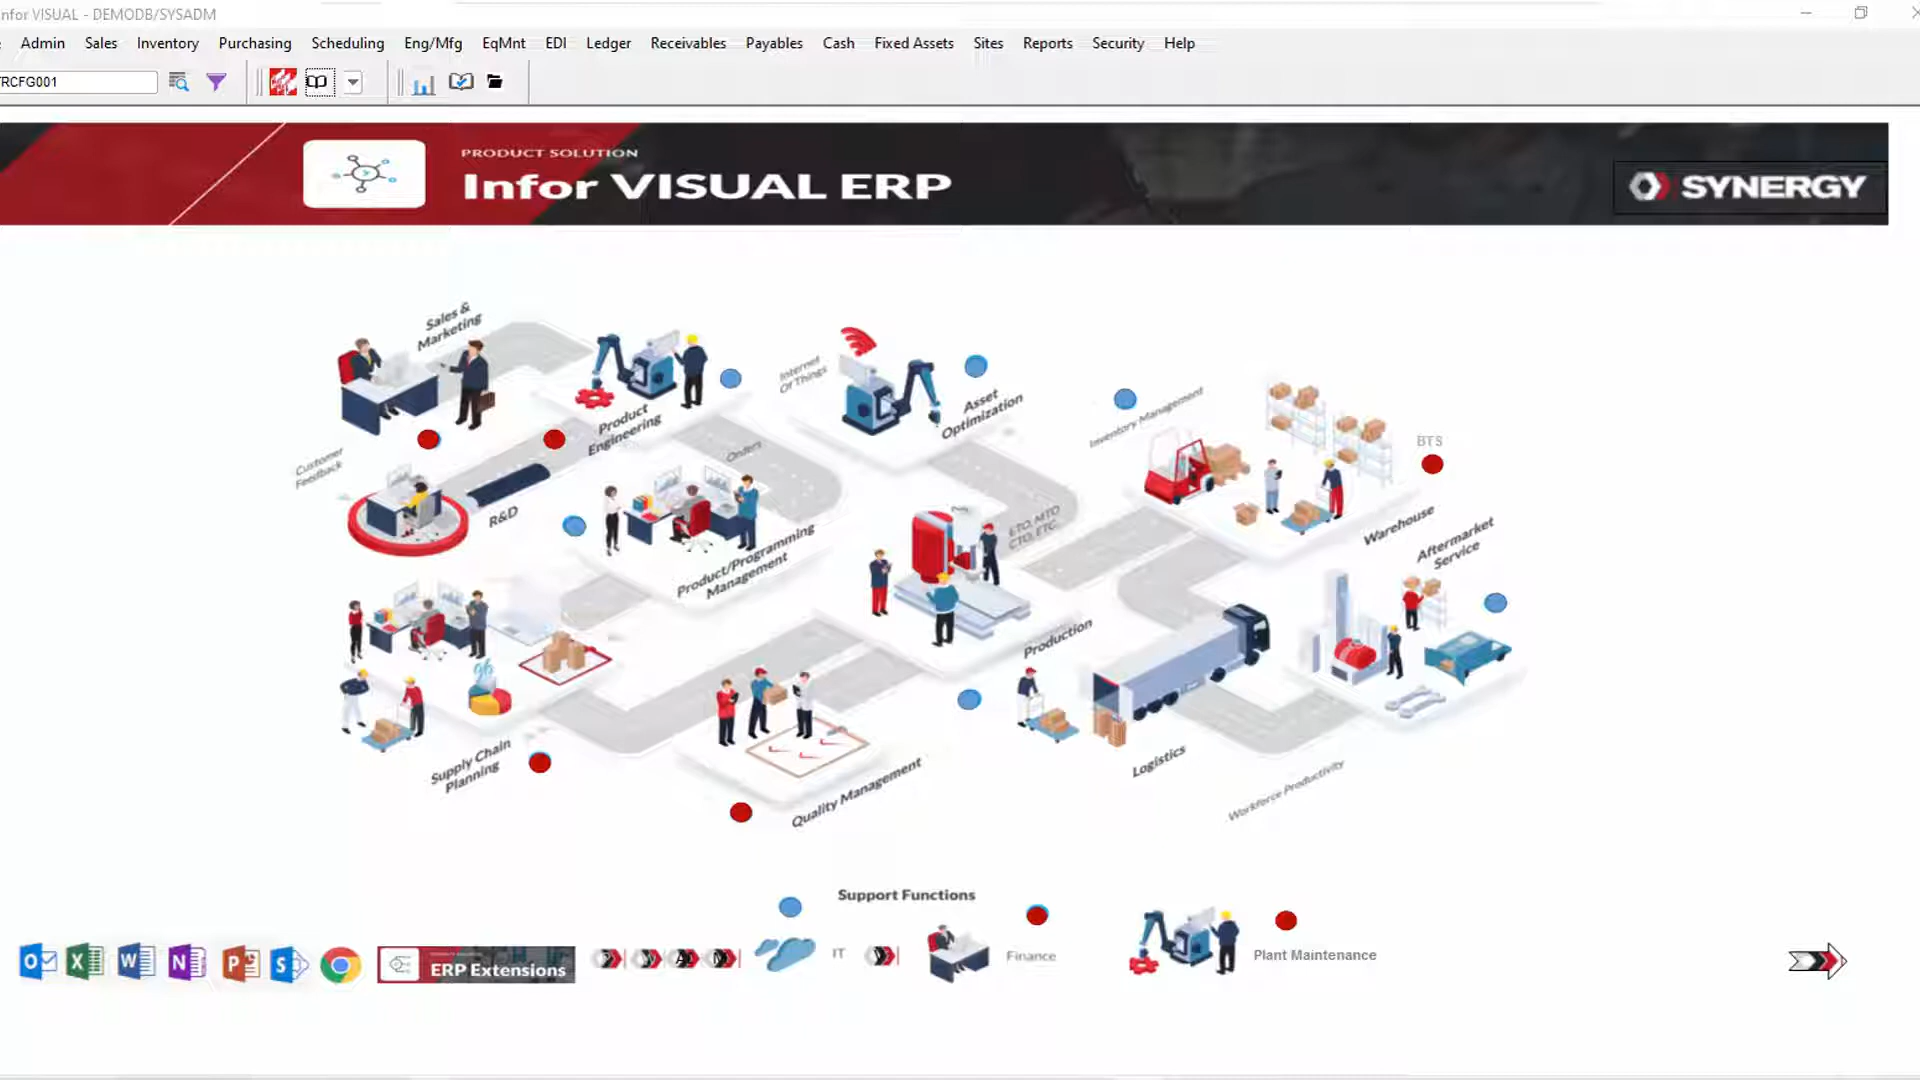 nfor VISUAL - DEMODB/SYSADM
Admin Sales Inventory Purchasing Scheduling Eng/Mfg EqMnt EDI Ledger Receivables Payables Cash Fixed Assets Sites Reports Security Help
RCFG001
PRODUCT SOLUTION
Infor VISUAL ERP
SYNERGY
Sales &
Marketing
Internet
Of Things
Asset
Optimization
Product
Engineering
Inventory Management
BTS
Customer
Feedback
Orders
R&D
ETO, MTO
CTO, ETC.
Warehouse
Aftermarket
Service
Product/Programming
Management
Production
Supply Chain
Planning
Quality Management
Logistics
Workforce Productivity
Support Functions
ERP Extensions
IT
Finance
Plant Maintenance